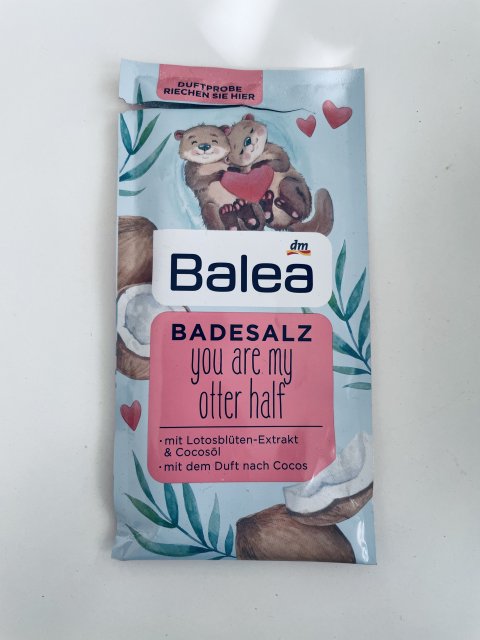 DUFTPROBE
RIECHEN SIE HIER
dm
Balea
BADESALZ
you are my
otter half
· mit Lotosblüten-Extrakt
& Cocosöl
· mit dem Duft nach Cocos